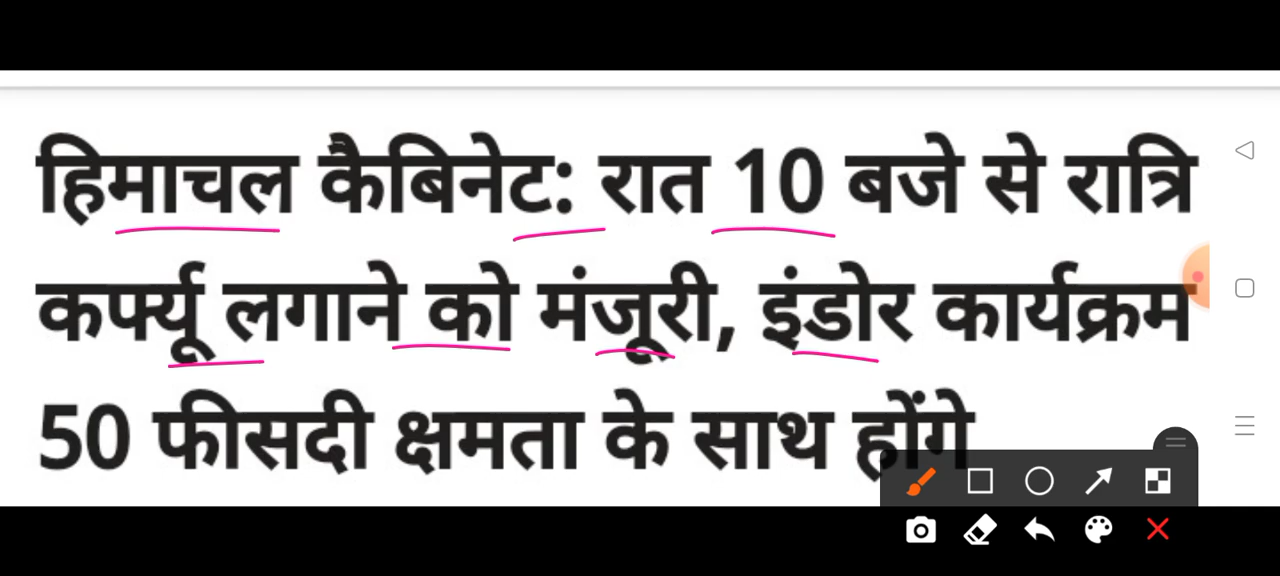 हिमाचल कैबिनेट: रात 10 बजे से रात्रि
कर्फ्यू लगाने को मंजूरी, इंडोर कार्यक्रम
50 फीसदी क्षमता के साथ होंगे